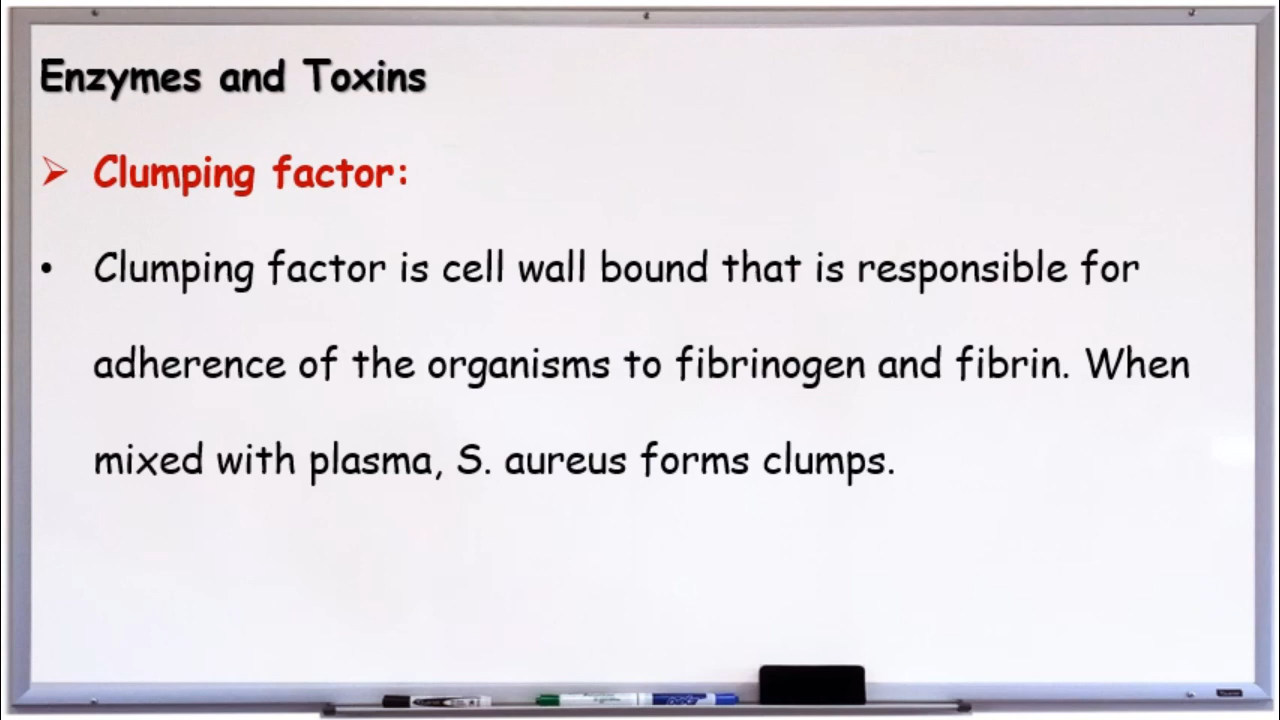 Enzymes and Toxins
➢ Clumping factor:
• Clumping factor is cell wall bound that is responsible for
adherence of the organisms to fibrinogen and fibrin. When
mixed with plasma, S. aureus forms clumps.